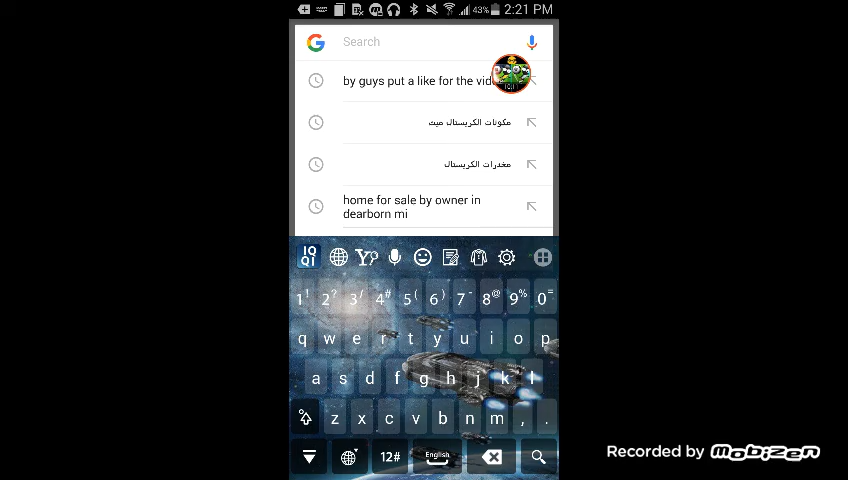 43% 2:21 PM
Search
by guys put a like for the vid
10:11
مكونات الكريستال ميث
مخدرات الكريستال
home for sale by owner in
dearborn mi
IQ
QI
1! 2? 3/ 4# 5( 6) 7- 8@ 9% 0=
q w e r t y u i o p
a s d f g h j k l
z x c v b n m , .
12# English
Recorded by Mobizen